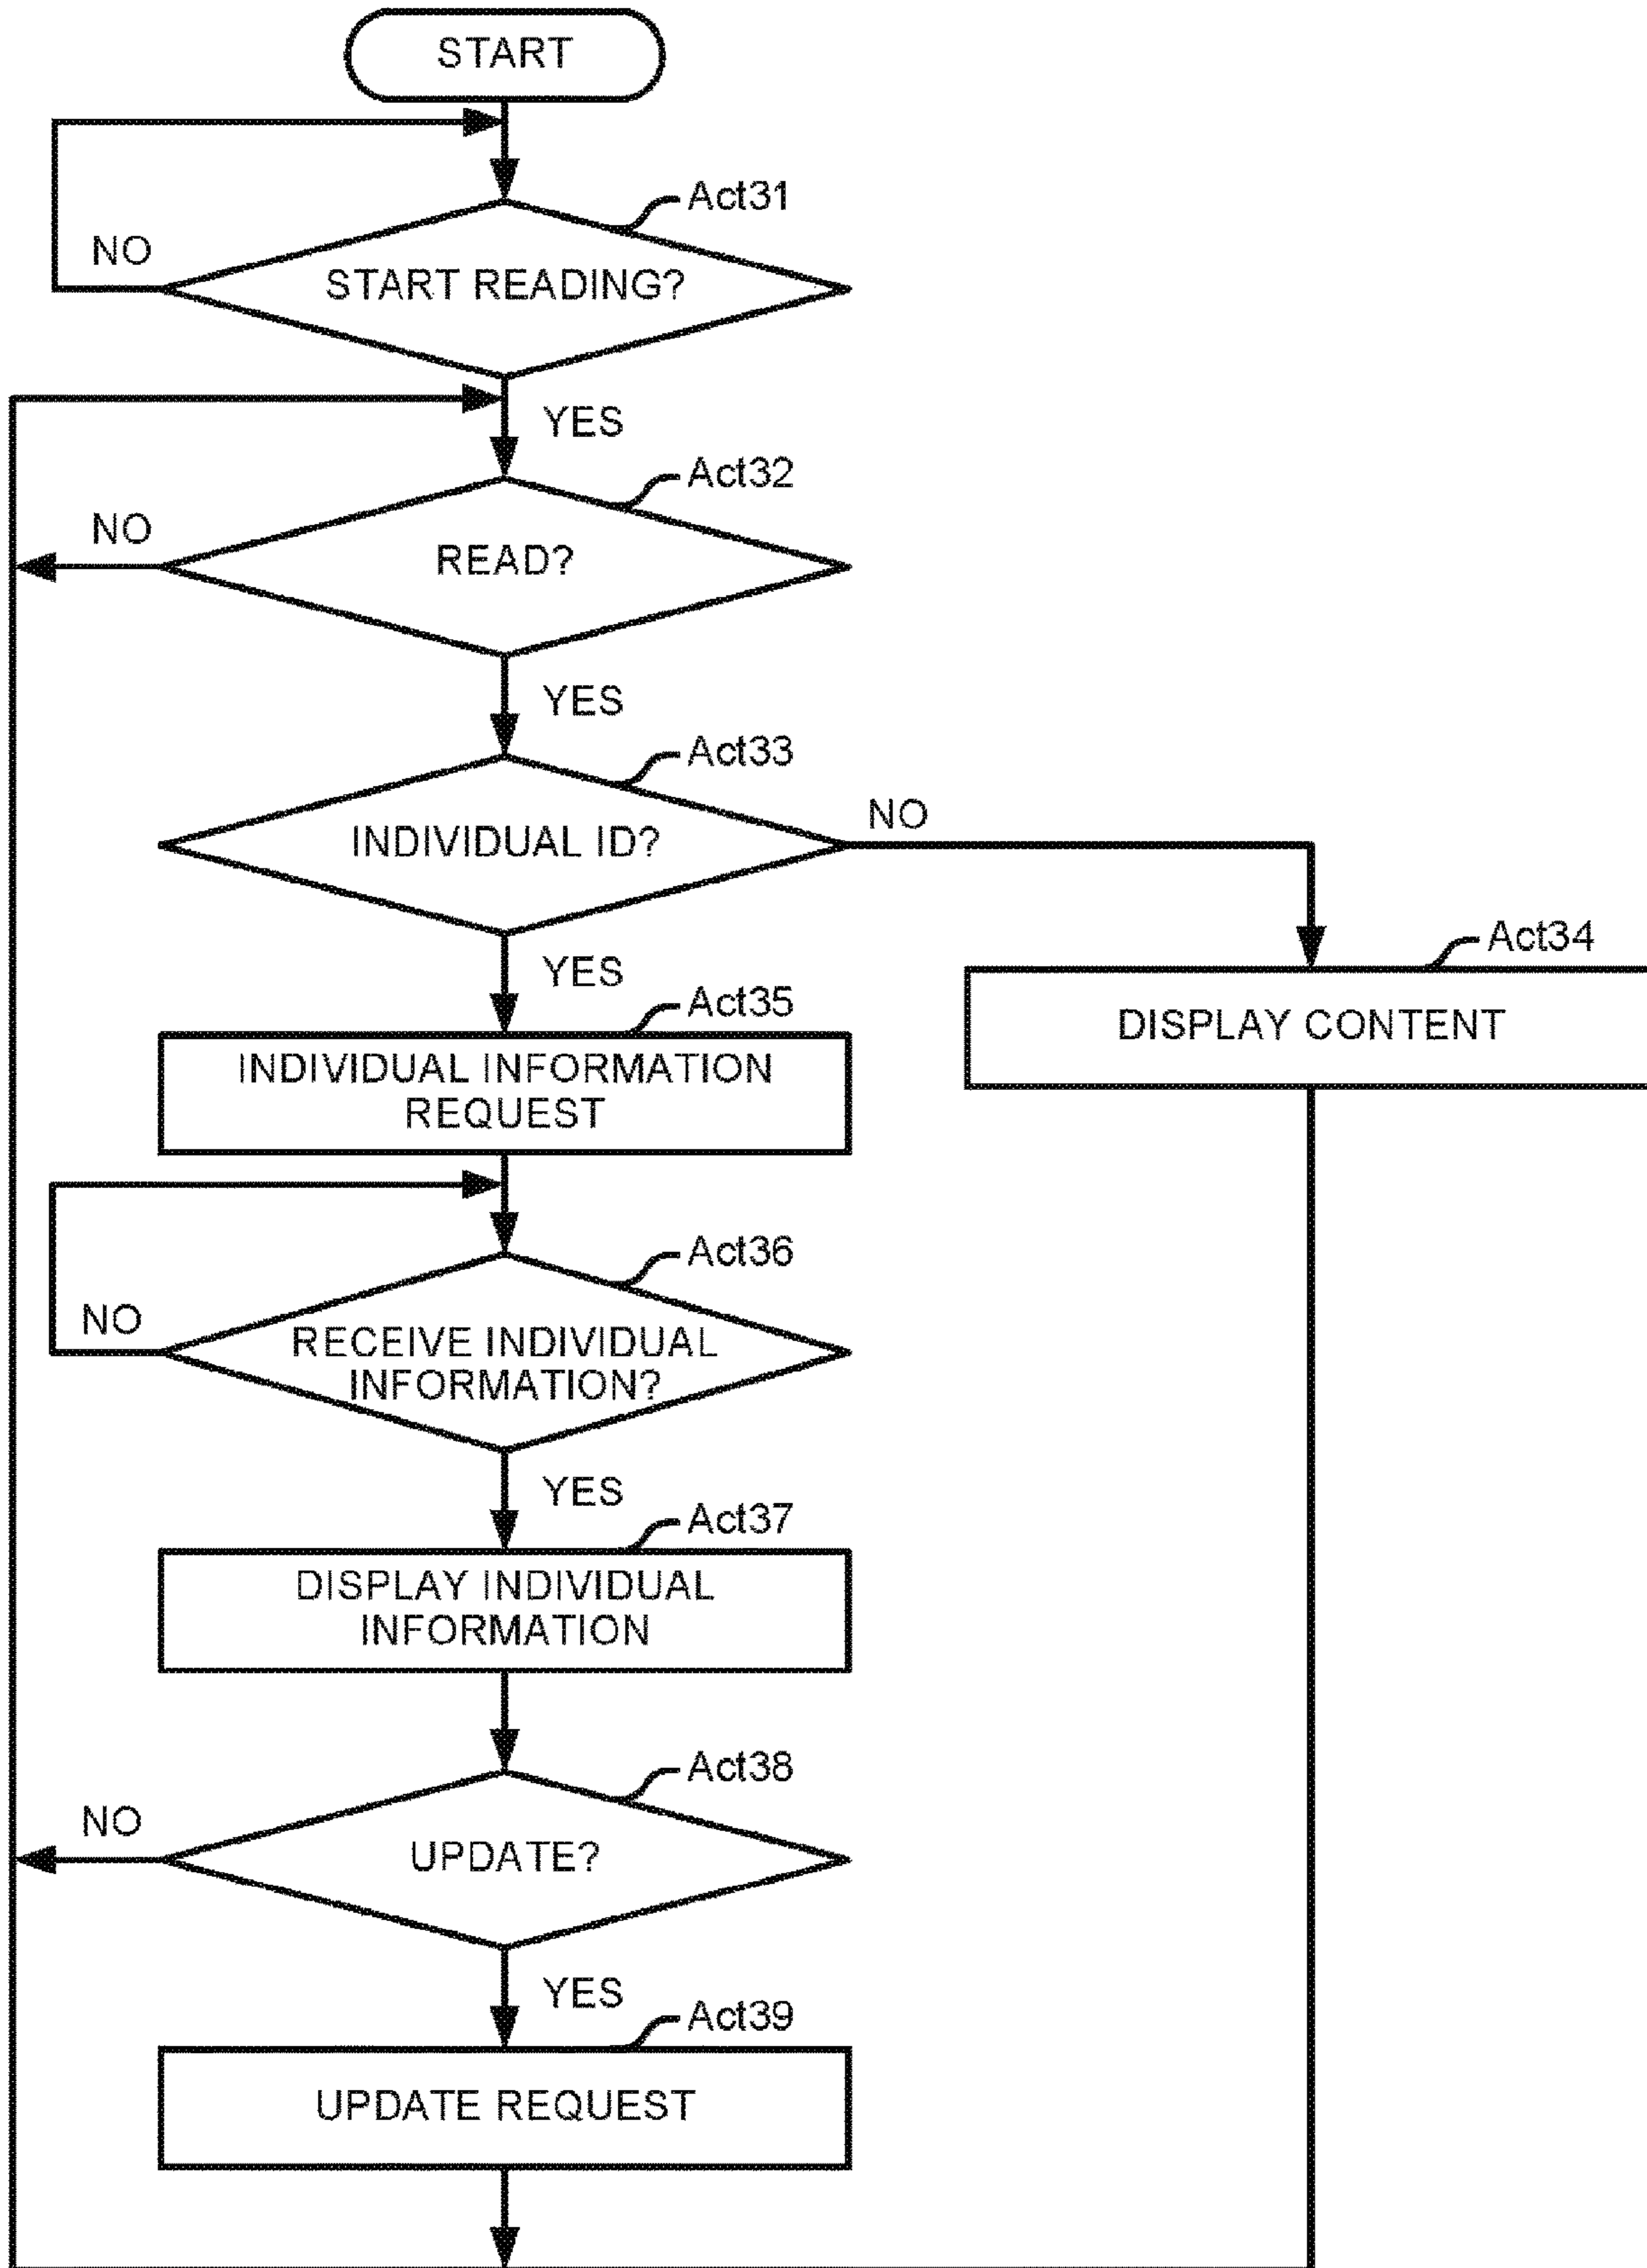 START
Act31
NO
START READING?
YES
Act32
NO
READ?
YES
Act33
INDIVIDUAL ID?
NO
Act34
DISPLAY CONTENT
YES
Act35
INDIVIDUAL INFORMATION
REQUEST
Act36
NO
RECEIVE INDIVIDUAL
INFORMATION?
YES
Act37
DISPLAY INDIVIDUAL
INFORMATION
Act38
NO
UPDATE?
YES
Act39
UPDATE REQUEST